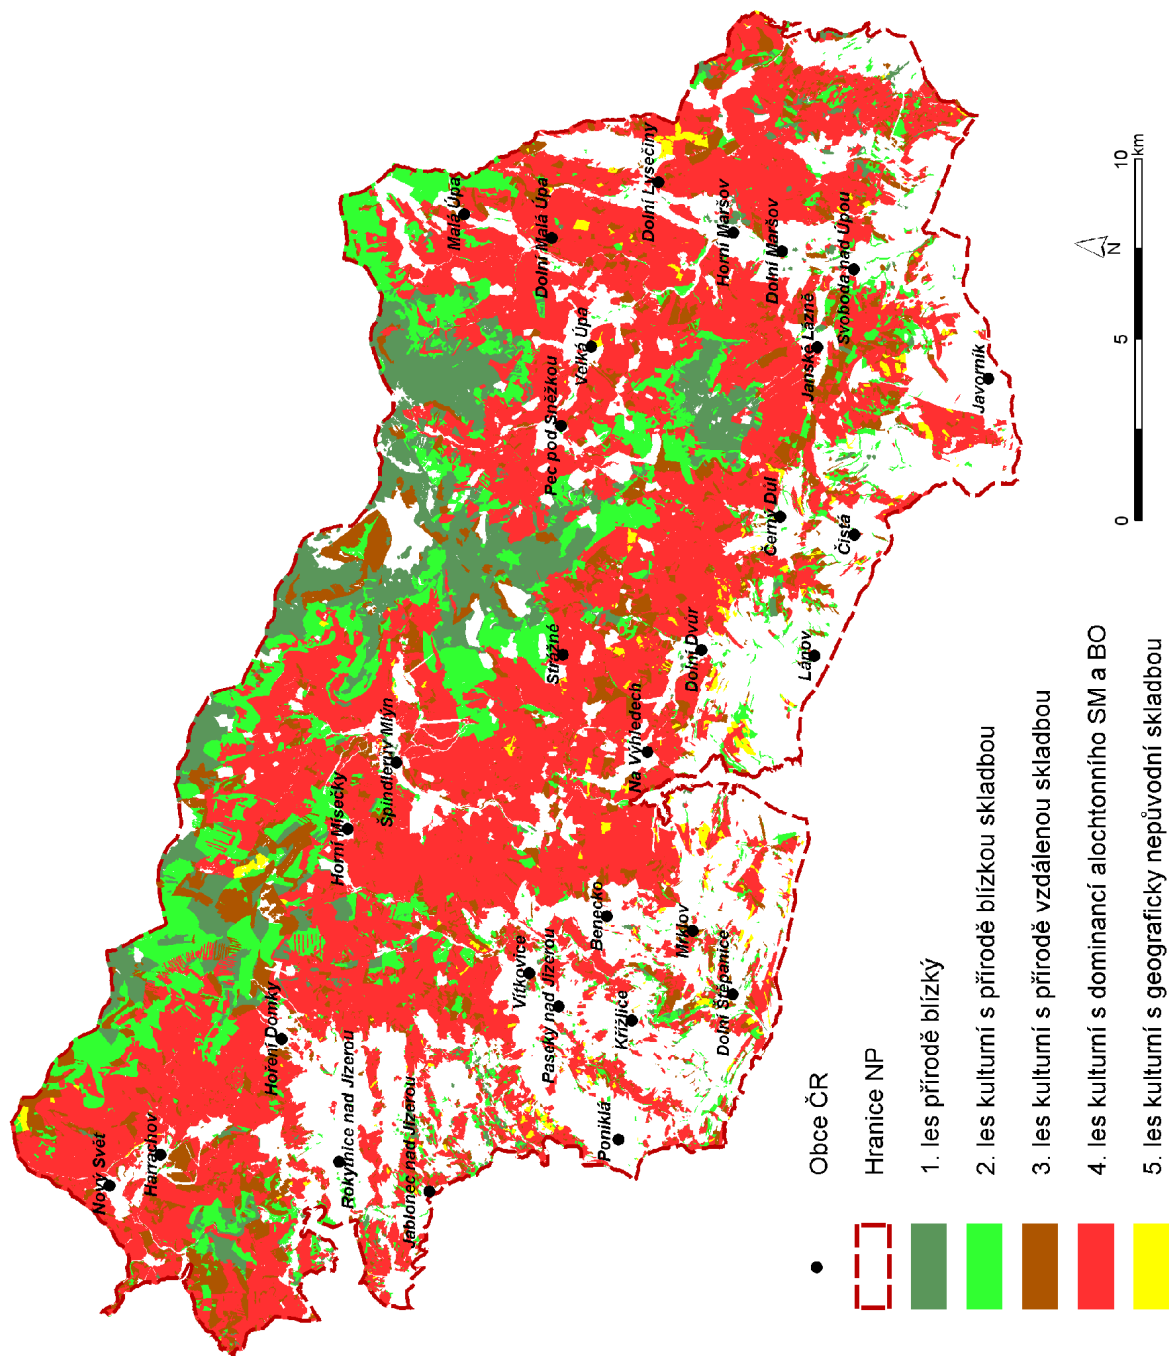 Nový Svět
Harrachov
Rokytnice nad Jizerou
Jablonec nad Jizerou
Hoření Domky
Poniklá
Paseky nad Jizerou
Vítkovice
Křížlice
Dolní Štěpanice
Mrklov
Benecko
Horní Mísečky
Špindlerův Mlýn
Na Výhledech
Strážné
Dolní Dvůr
Lánov
Čistá
Černý Důl
Pec pod Sněžkou
Velká Úpa
Janské Lázně
Javorník
Svoboda nad Úpou
Dolní Maršov
Horní Maršov
Dolní Lysečiny
Dolní Malá Úpa
Malá Úpa
N
0 5 10 km
Obce ČR
Hranice NP
1. les přírodě blízký
2. les kulturní s přírodě blízkou skladbou
3. les kulturní s přírodě vzdálenou skladbou
4. les kulturní s dominancí alochtonního SM a BO
5. les kulturní s geograficky nepůvodní skladbou